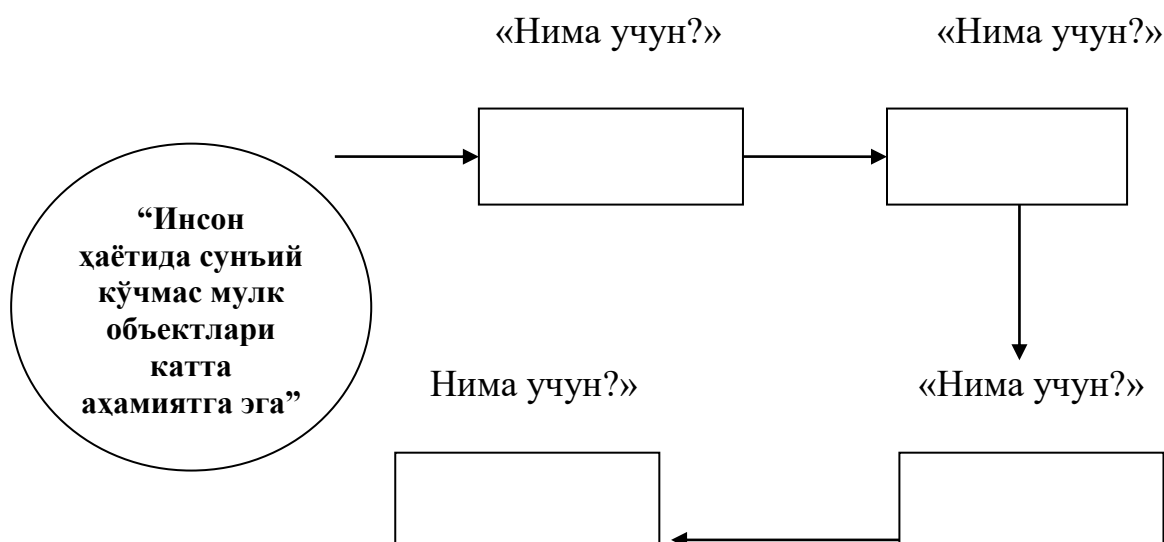 «Нима учун?» «Нима учун?»
“Инсон
ҳаётида сунъий
кўчмас мулк
объектлари
катта
аҳамиятга эга”
Нима учун?» «Нима учун?»